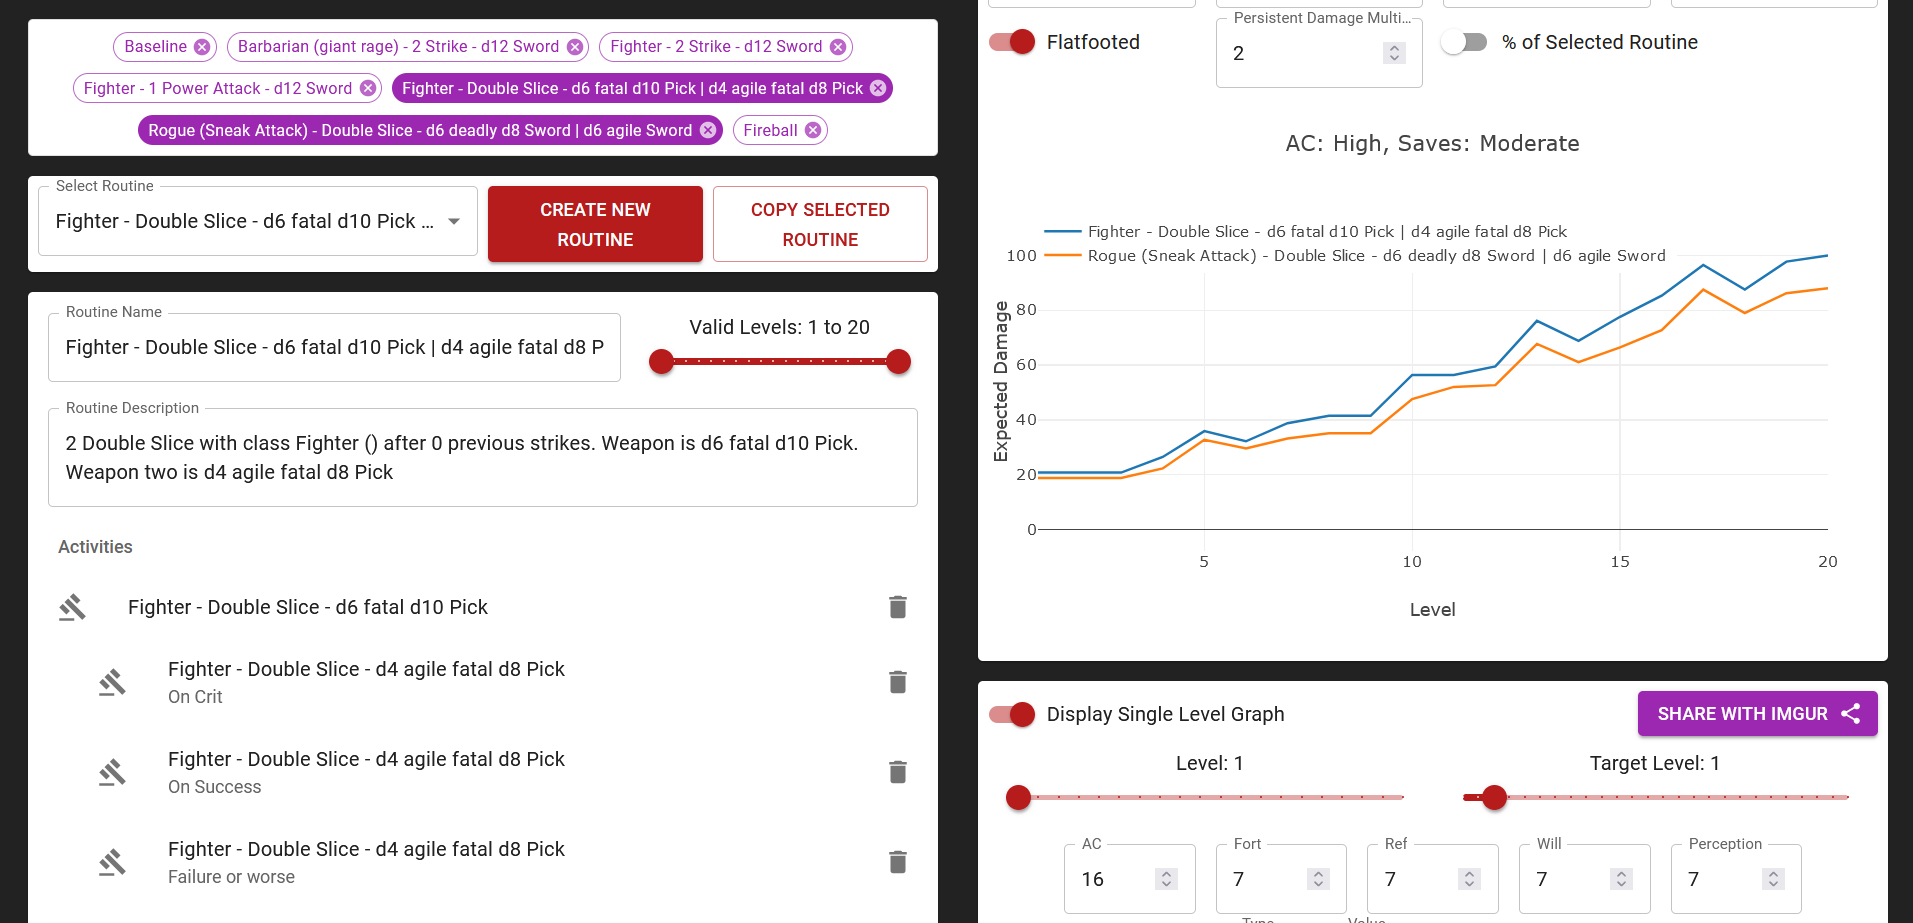 Baseline
Barbarian (giant rage) - 2 Strike - d12 Sword
Fighter - 2 Strike - d12 Sword
Fighter - 1 Power Attack - d12 Sword
Fighter - Double Slice - d6 fatal d10 Pick | d4 agile fatal d8 Pick
Rogue (Sneak Attack) - Double Slice - d6 deadly d8 Sword | d6 agile Sword
Fireball
Select Routine
Fighter - Double Slice - d6 fatal d10 Pick ...
CREATE NEW
ROUTINE
COPY SELECTED
ROUTINE
Routine Name
Fighter - Double Slice - d6 fatal d10 Pick | d4 agile fatal d8 P
Valid Levels: 1 to 20
Routine Description
2 Double Slice with class Fighter () after 0 previous strikes. Weapon is d6 fatal d10 Pick.
Weapon two is d4 agile fatal d8 Pick
Activities
Fighter - Double Slice - d6 fatal d10 Pick
Fighter - Double Slice - d4 agile fatal d8 Pick
On Crit
Fighter - Double Slice - d4 agile fatal d8 Pick
On Success
Fighter - Double Slice - d4 agile fatal d8 Pick
Failure or worse
Flatfooted
Persistent Damage Multi...
2
% of Selected Routine
AC: High, Saves: Moderate
Fighter - Double Slice - d6 fatal d10 Pick | d4 agile fatal d8 Pick
Rogue (Sneak Attack) - Double Slice - d6 deadly d8 Sword | d6 agile Sword
100
80
60
40
20
0
Expected Damage
5
10
15
20
Level
Display Single Level Graph
SHARE WITH IMGUR
Level: 1
Target Level: 1
AC
16
Fort
7
Ref
7
Will
7
Perception
7
Type
Value